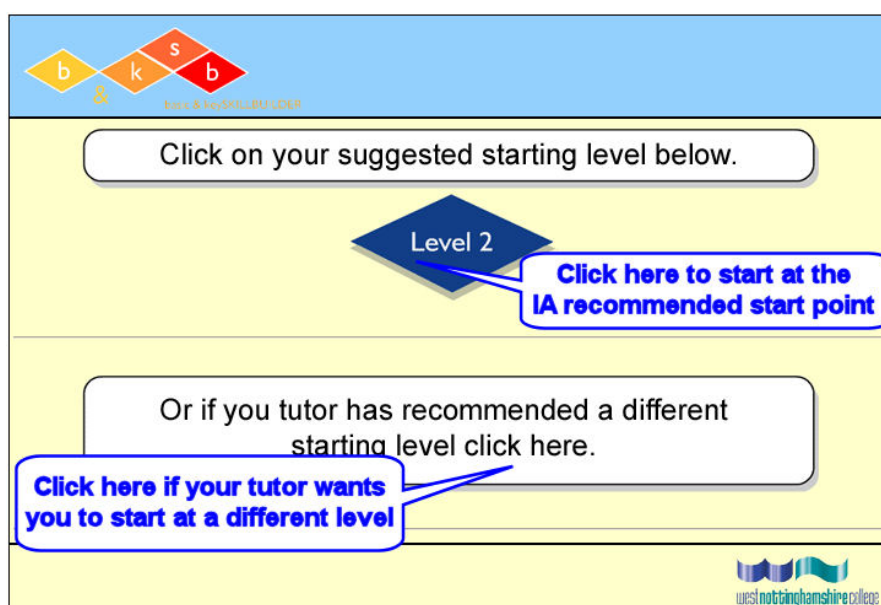 s
b k b
&
basic & keySKILLBUILDER
Click on your suggested starting level below.
Level 2
Click here to start at the
IA recommended start point
Or if you tutor has recommended a different
starting level click here.
Click here if your tutor wants
you to start at a different level
westnottinghamshirecollege